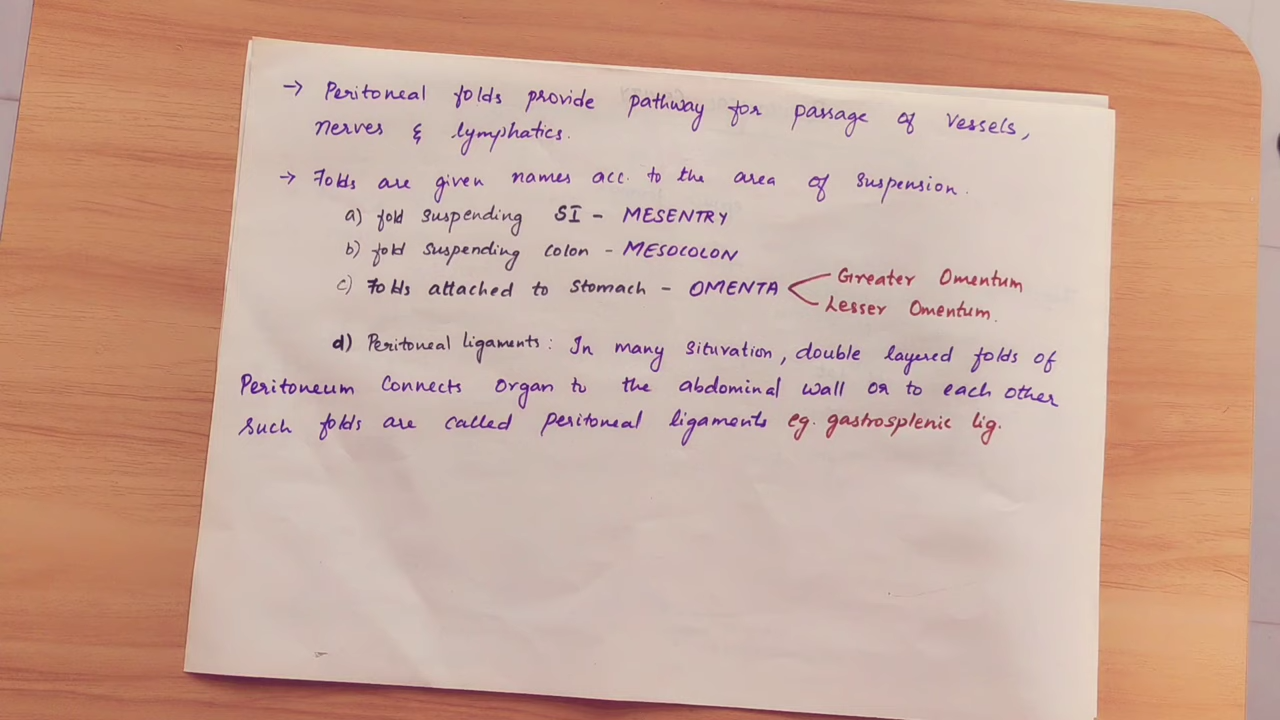 → Peritoneal folds provide pathway for passage of vessels,
nerves & lymphatics.
→ Folds are given names acc. to the area of suspension.
a) fold suspending SI - MESENTRY
b) fold suspending colon - MESOCOLON
c) Folds attached to Stomach - OMENTA < Greater Omentum
Lesser Omentum.
d) Peritoneal ligaments: In many situvation, double layered folds of
Peritoneum connects organ to the abdominal wall or to each other
such folds are called peritoneal ligaments eg. gastrosplenic lig.